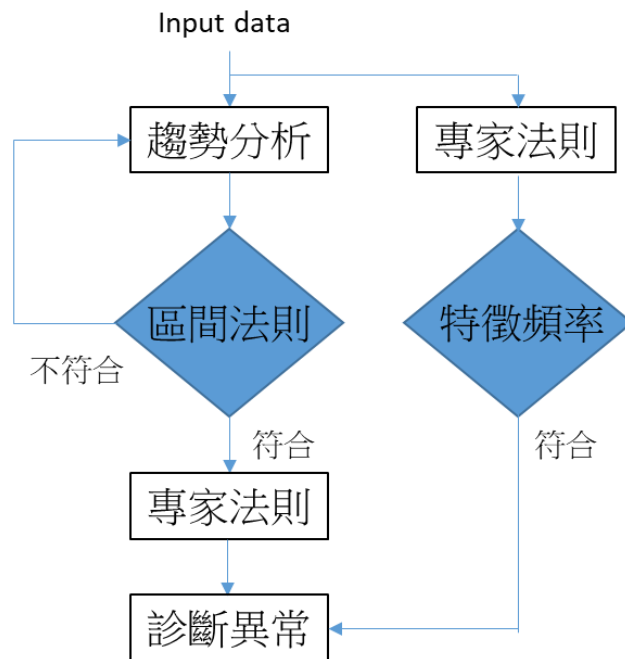 Input data
趨勢分析
專家法則
區間法則
特徵頻率
不符合
符合
符合
專家法則
診斷異常